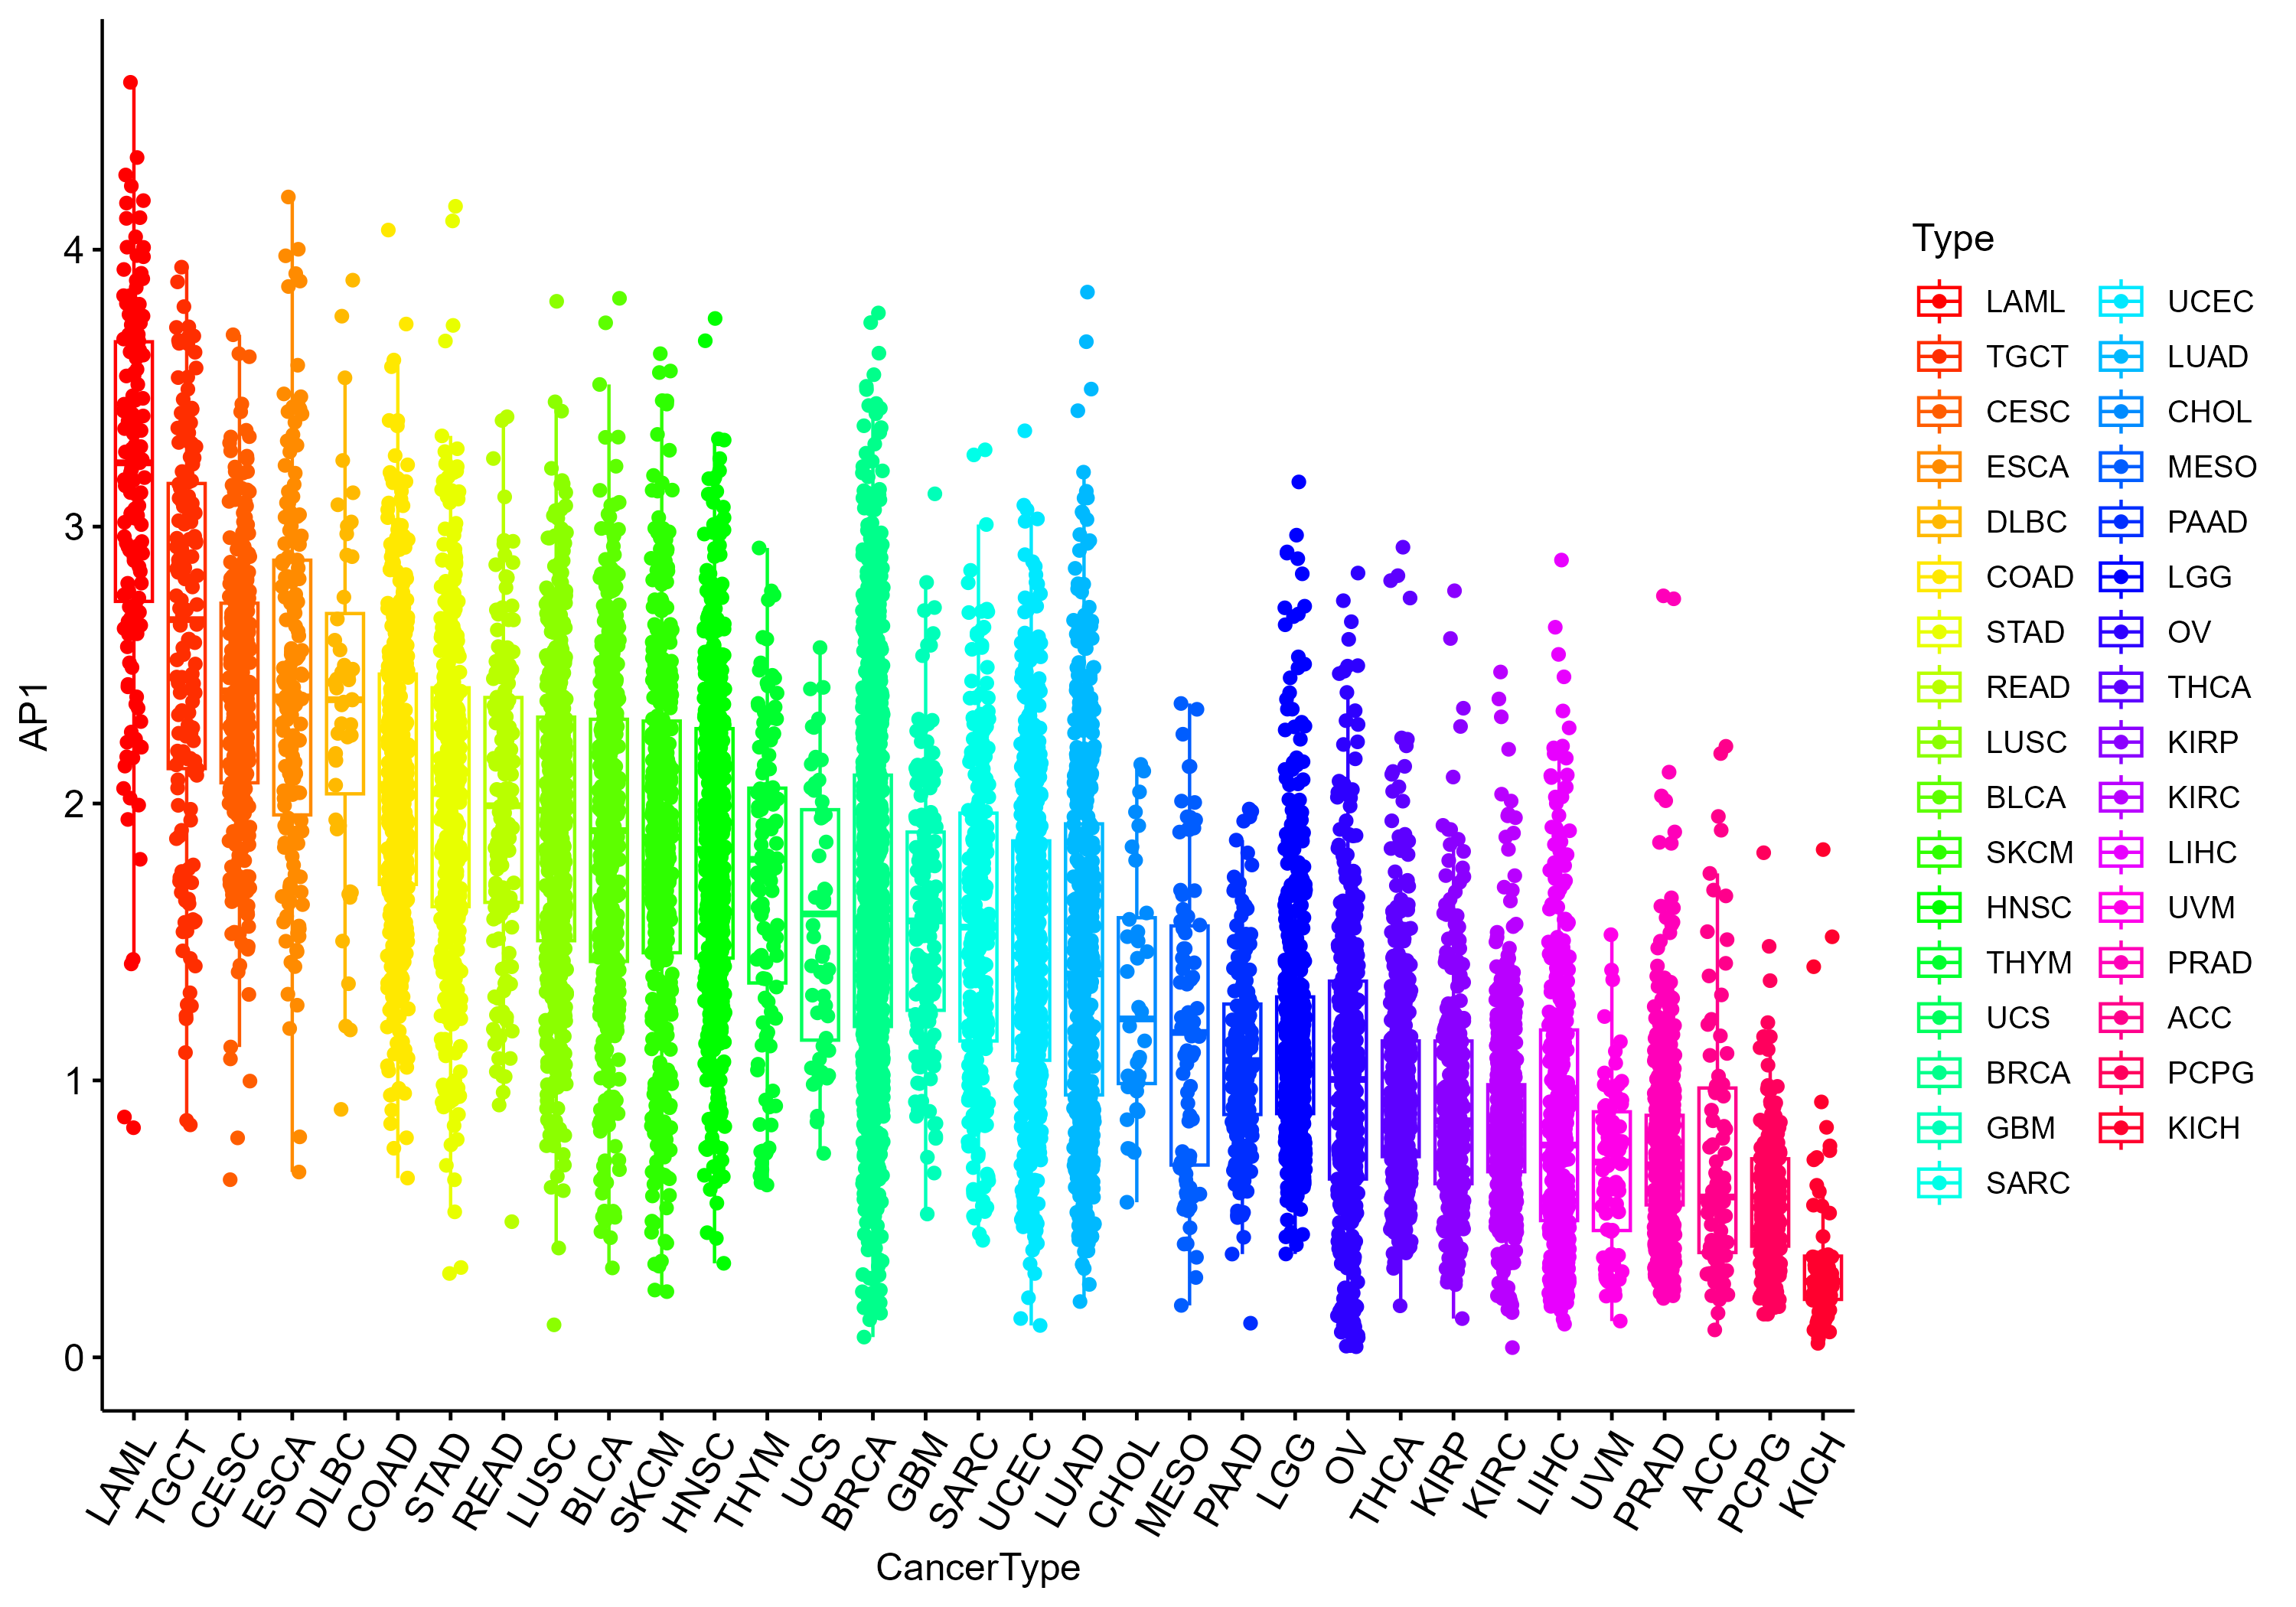 AP1
4
3
2
1
0
LAML
TGCT
CESC
ESCA
DLBC
COAD
STAD
READ
LUSC
BLCA
SKCM
HNSC
THYM
UCS
BRCA
GBM
SARC
UCEC
LUAD
CHOL
MESO
PAAD
LGG
OV
THCA
KIRP
KIRC
LIHC
UVM
PRAD
ACC
PCPG
KICH
CancerType
Type
LAML
TGCT
CESC
ESCA
DLBC
COAD
STAD
READ
LUSC
BLCA
SKCM
HNSC
THYM
UCS
BRCA
GBM
SARC
UCEC
LUAD
CHOL
MESO
PAAD
LGG
OV
THCA
KIRP
KIRC
LIHC
UVM
PRAD
ACC
PCPG
KICH